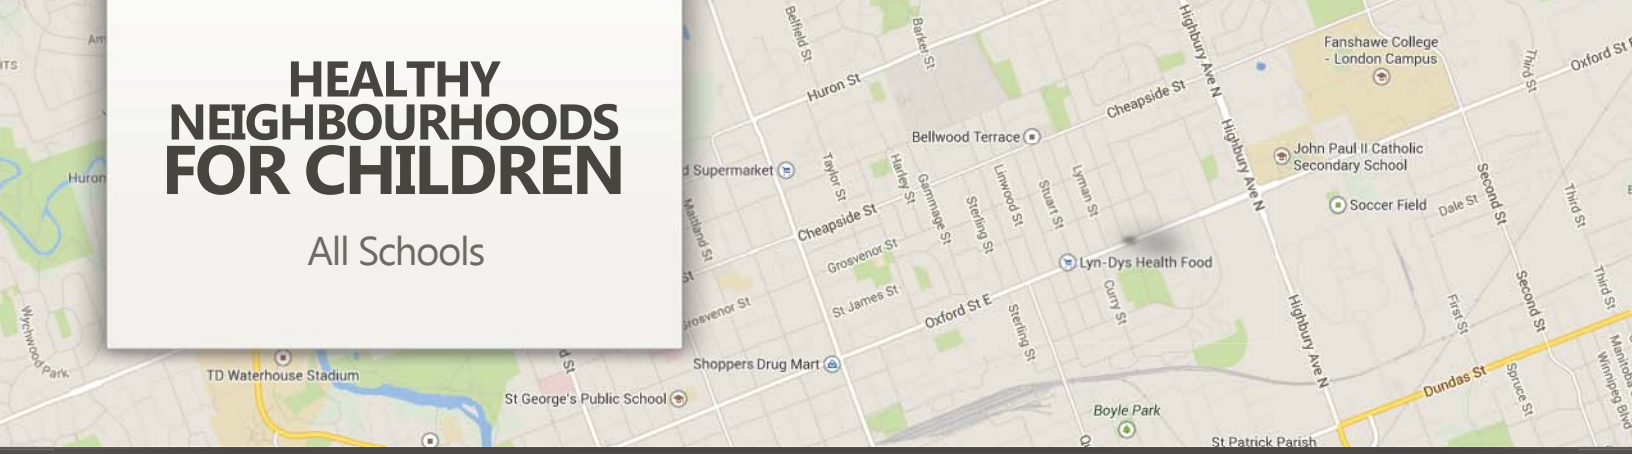 HEALTHY
NEIGHBOURHOODS
FOR CHILDREN
All Schools
Belfield St
Barker St
Highbury Ave N
Fanshawe College
- London Campus
Third St
Oxford St E
Huron St
Cheapside St
Bellwood Terrace
Highbury Ave N
John Paul II Catholic
Secondary School
Huron
d Supermarket
Taylor St
Harley St
Gammage St
Linwood St
Stuart St
Lyman St
Second St
Third St
Soccer Field
Dale St
Maitland St
Cheapside St
Sterling St
Grosvenor St
Lyn-Dys Health Food
St
St James St
Curry St
Second St
Third St
Grosvenor St
Oxford St E
Sterling St
Highbury Ave N
First St
Wychwood Park
d St
Shoppers Drug Mart
TD Waterhouse Stadium
Dundas St
Spruce St
Manitoba
Winnipeg Blvd
St George's Public School
Boyle Park
St Patrick Parish